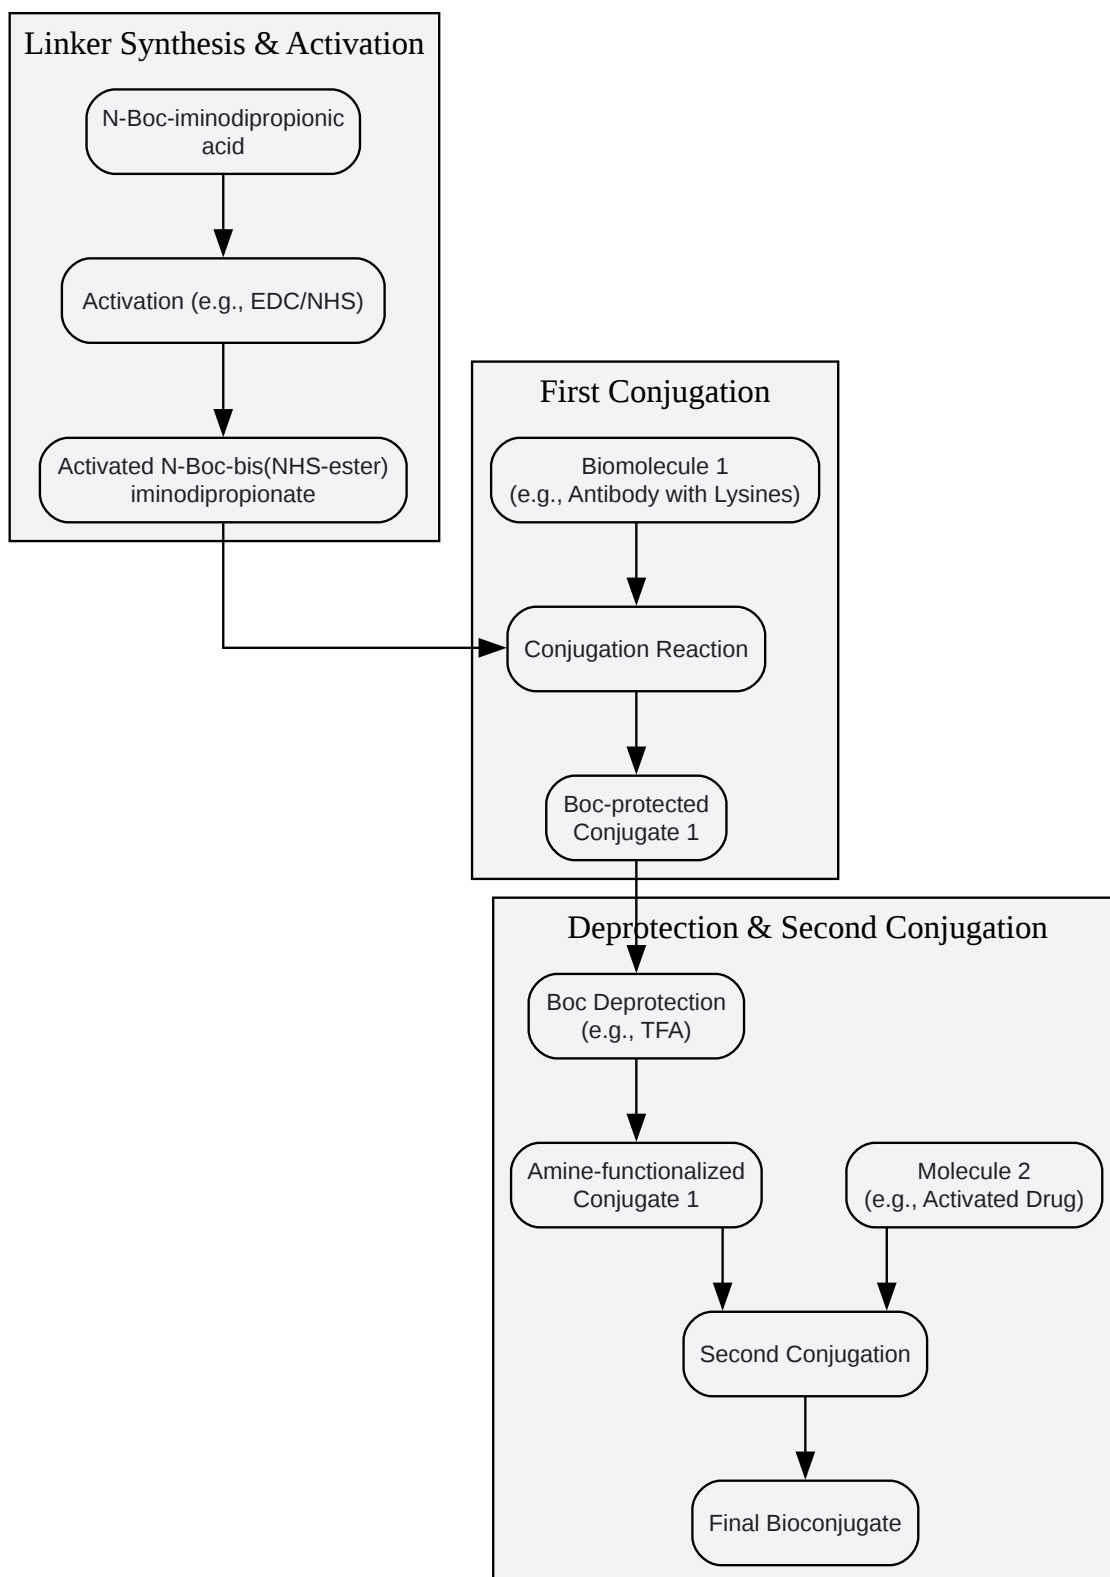 Linker Synthesis & Activation
N-Boc-iminodipropionic
acid
Activation (e.g., EDC/NHS)
Activated N-Boc-bis(NHS-ester)
iminodipropionate
First Conjugation
Biomolecule 1
(e.g., Antibody with Lysines)
Conjugation Reaction
Boc-protected
Conjugate 1
Deprotection & Second Conjugation
Boc Deprotection
(e.g., TFA)
Amine-functionalized
Conjugate 1
Molecule 2
(e.g., Activated Drug)
Second Conjugation
Final Bioconjugate